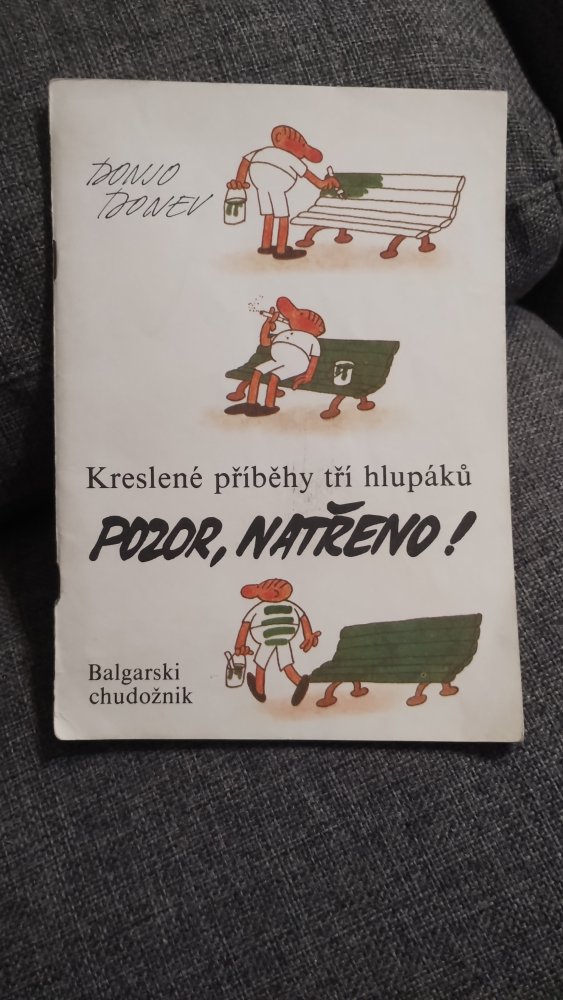 DONJO
DONEV
Kreslené příběhy tří hlupáků
POZOR, NATŘENO!
Balgarski
chudožnik